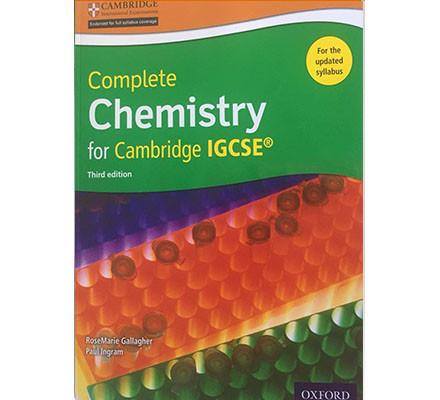 CAMBRIDGE
International Examinations
Endorsed for full syllabus coverage
For the
updated
syllabus
Complete
Chemistry
for Cambridge IGCSE®
Third edition
RoseMarie Gallagher
Paul Ingram
OXFORD